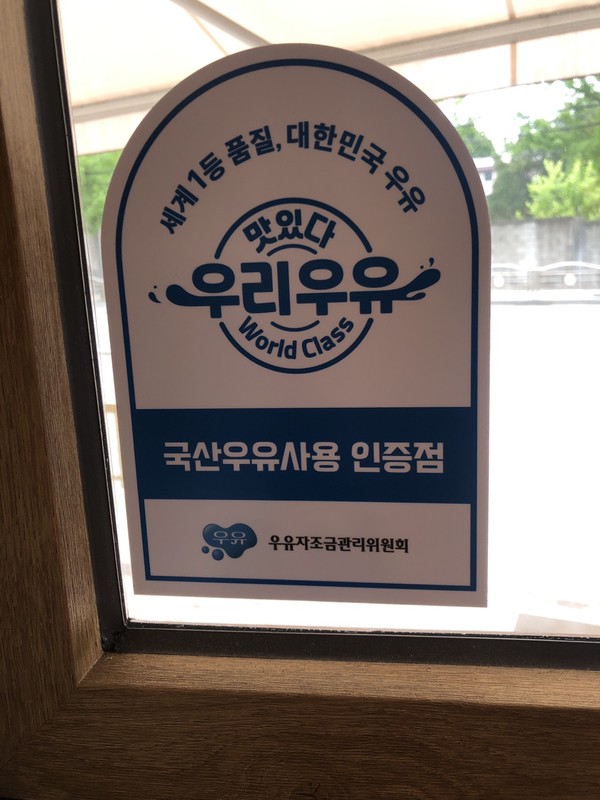 세계 1등 품질, 대한민국 우유
맛있다
우리우유
World Class
국산우유사용 인증점
우유
우유자조금관리위원회